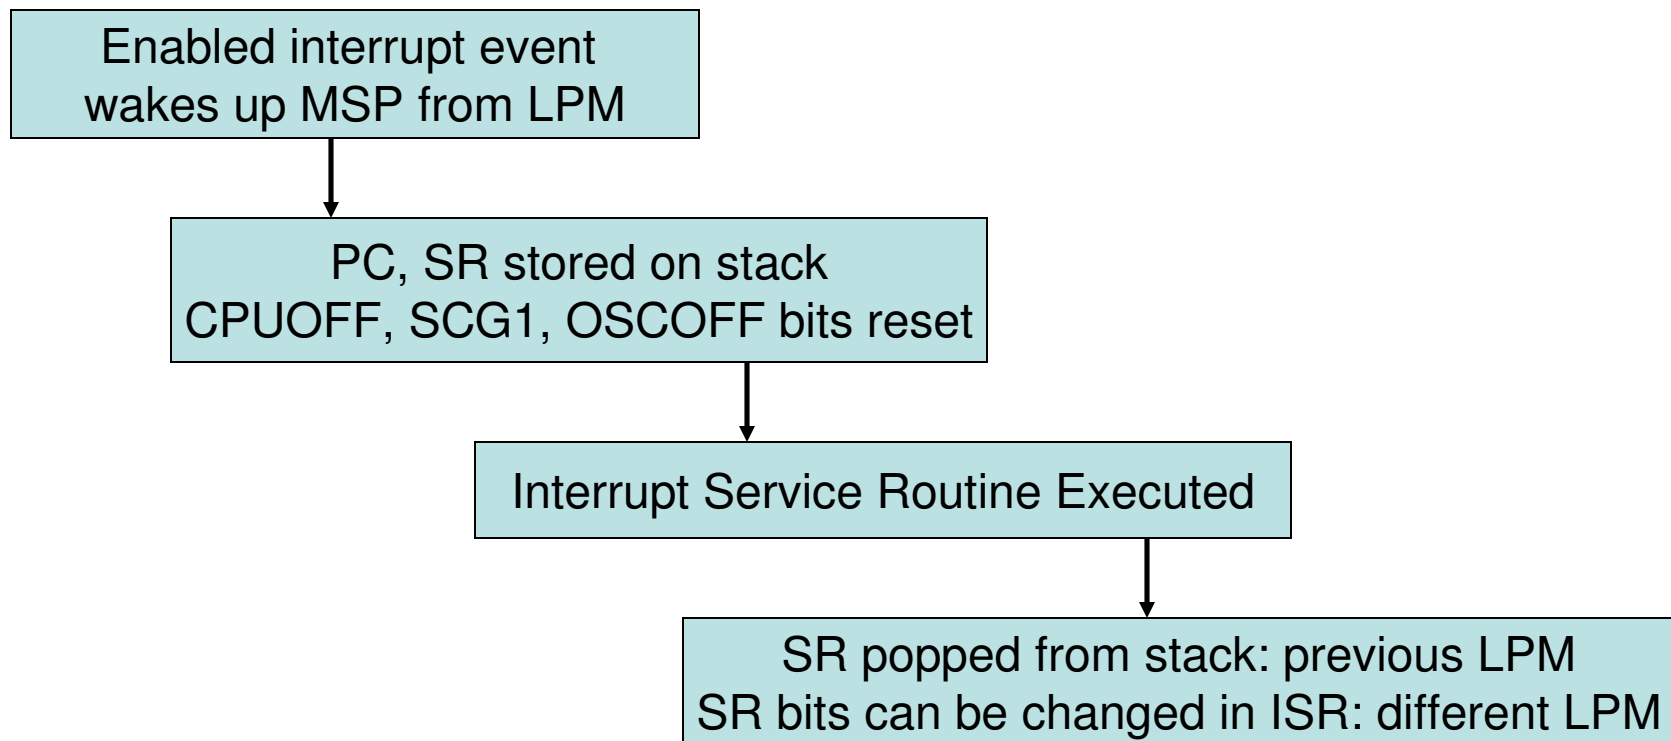 Enabled interrupt event
wakes up MSP from LPM
PC, SR stored on stack
CPUOFF, SCG1, OSCOFF bits reset
Interrupt Service Routine Executed
SR popped from stack: previous LPM
SR bits can be changed in ISR: different LPM